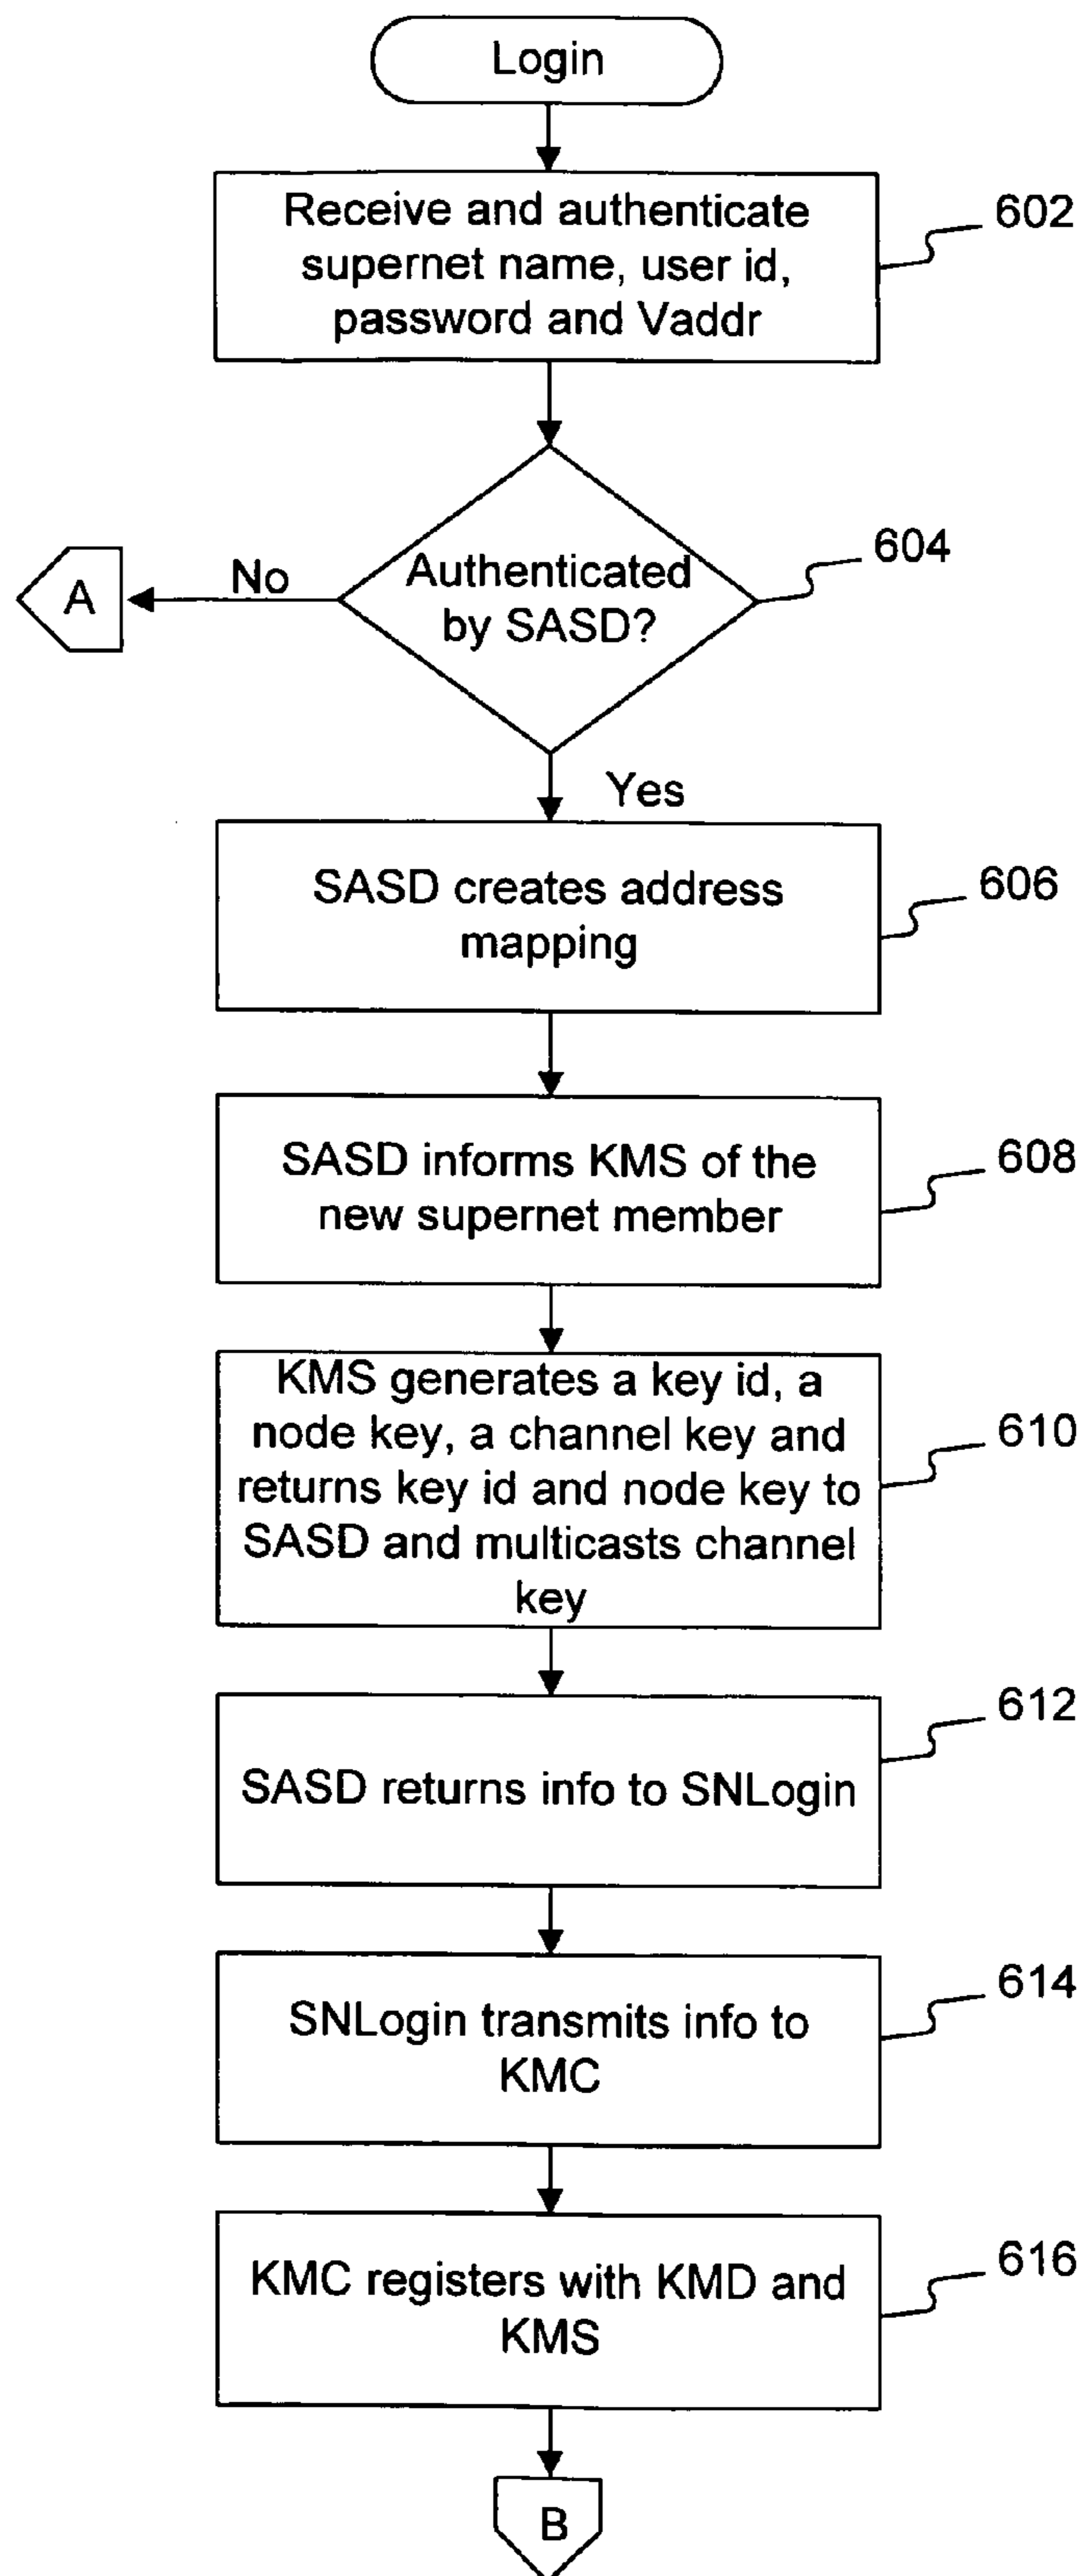 Login
Receive and authenticate
supernet name, user id,
password and Vaddr
602
Authenticated
by SASD?
604
No
A
Yes
SASD creates address
mapping
606
SASD informs KMS of the
new supernet member
608
KMS generates a key id, a
node key, a channel key and
returns key id and node key to
SASD and multicasts channel
key
610
SASD returns info to SNLogin
612
SNLogin transmits info to
KMC
614
KMC registers with KMD and
KMS
616
B